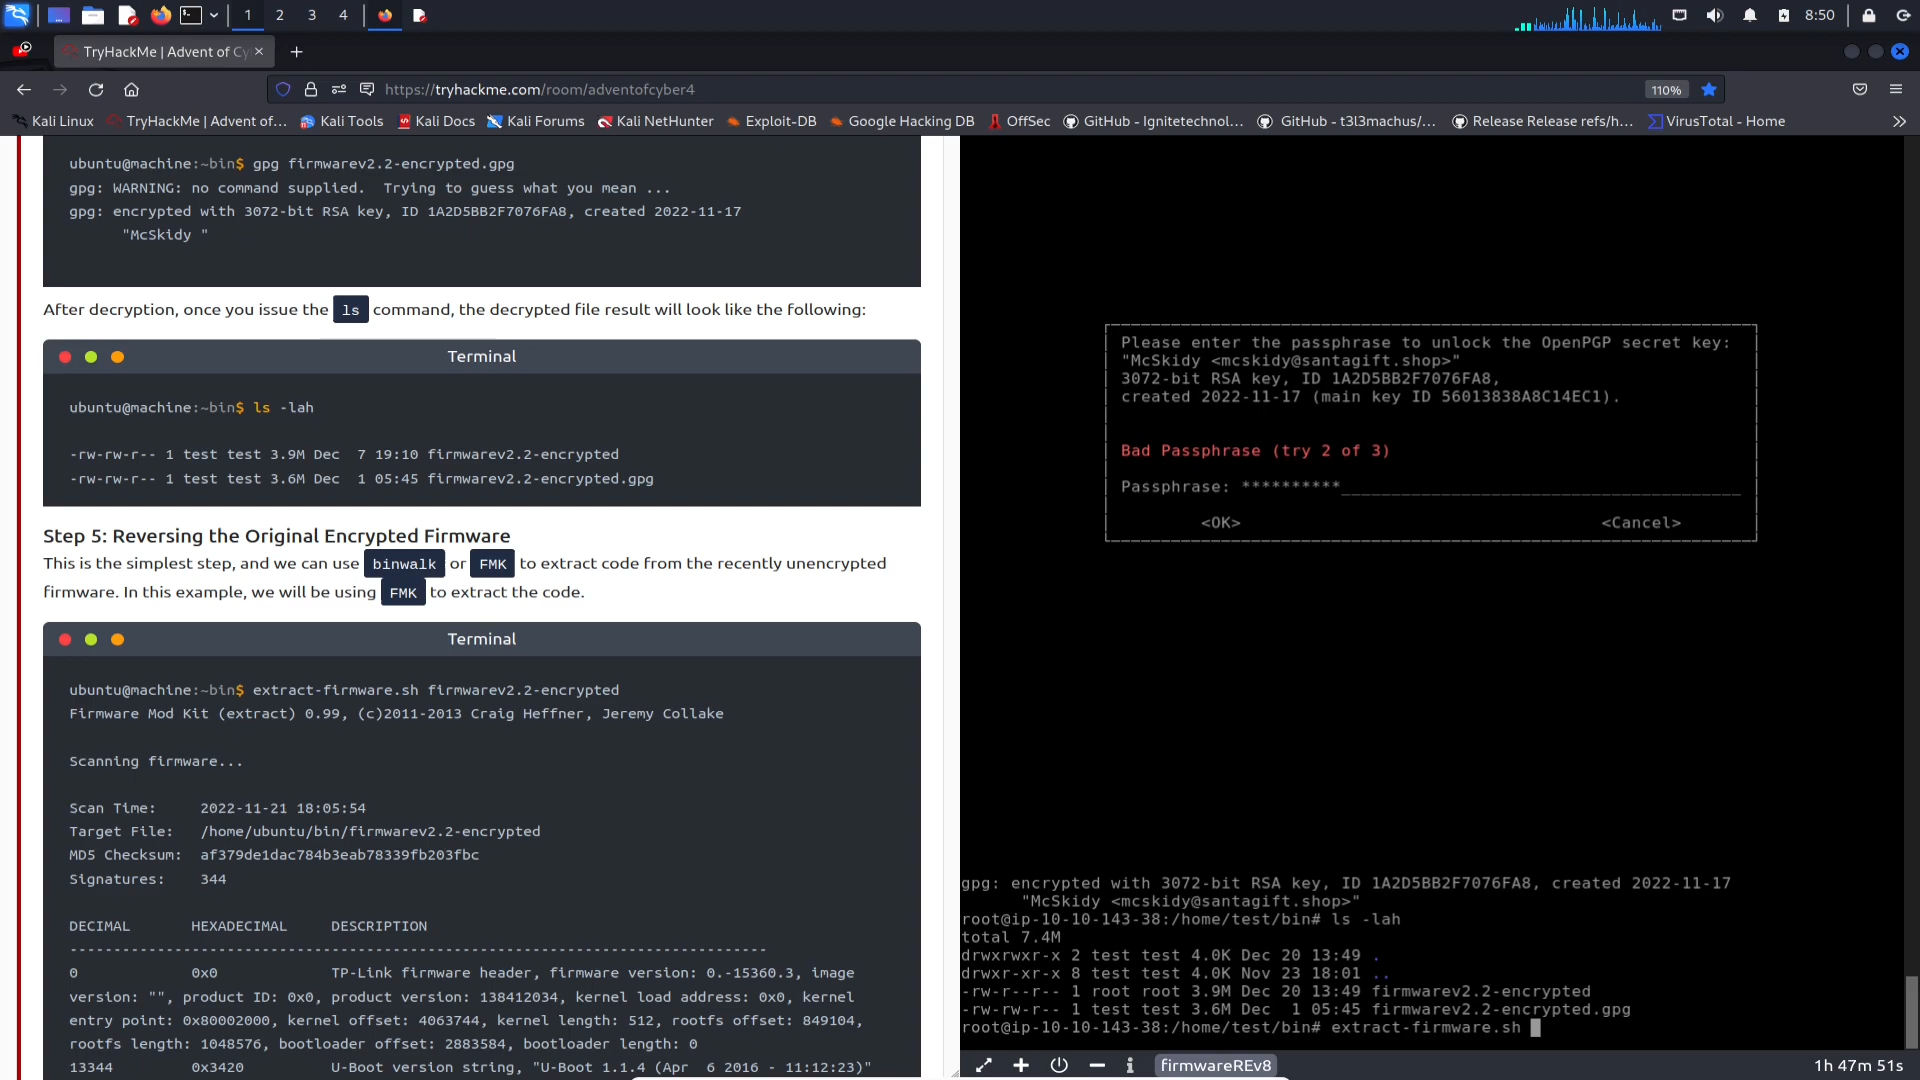 1
2
3
4
8:50
TryHackMe | Advent of Cy
https://tryhackme.com/room/adventofcyber4
110%
Kali Linux
TryHackMe | Advent of...
Kali Tools
Kali Docs
Kali Forums
Kali NetHunter
Exploit-DB
Google Hacking DB
OffSec
GitHub - Ignitetechnol...
GitHub - t3l3machus/...
Release Release refs/h...
VirusTotal - Home
ubuntu@machine:~bin$ gpg firmwarev2.2-encrypted.gpg
gpg: WARNING: no command supplied.  Trying to guess what you mean ...
gpg: encrypted with 3072-bit RSA key, ID 1A2D5BB2F7076FA8, created 2022-11-17
"McSkidy "
After decryption, once you issue the ls command, the decrypted file result will look like the following:
Terminal
ubuntu@machine:~bin$ ls -lah
-rw-rw-r-- 1 test test 3.9M Dec  7 19:10 firmwarev2.2-encrypted
-rw-rw-r-- 1 test test 3.6M Dec  1 05:45 firmwarev2.2-encrypted.gpg
Step 5: Reversing the Original Encrypted Firmware
This is the simplest step, and we can use binwalk or FMK to extract code from the recently unencrypted
firmware. In this example, we will be using FMK to extract the code.
Terminal
ubuntu@machine:~bin$ extract-firmware.sh firmwarev2.2-encrypted
Firmware Mod Kit (extract) 0.99, (c)2011-2013 Craig Heffner, Jeremy Collake
Scanning firmware...
Scan Time:     2022-11-21 18:05:54
Target File:   /home/ubuntu/bin/firmwarev2.2-encrypted
MD5 Checksum:  af379de1dac784b3eab78339fb203fbc
Signatures:    344
DECIMAL       HEXADECIMAL     DESCRIPTION
--------------------------------------------------------------------------------
0             0x0             TP-Link firmware header, firmware version: 0.-15360.3, image
version: "", product ID: 0x0, product version: 138412034, kernel load address: 0x0, kernel
entry point: 0x80002000, kernel offset: 4063744, kernel length: 512, rootfs offset: 849104,
rootfs length: 1048576, bootloader offset: 2883584, bootloader length: 0
13344         0x3420          U-Boot version string, "U-Boot 1.1.4 (Apr  6 2016 - 11:12:23)"
Please enter the passphrase to unlock the OpenPGP secret key:
"McSkidy <mcskidy@santagift.shop>"
3072-bit RSA key, ID 1A2D5BB2F7076FA8,
created 2022-11-17 (main key ID 56013838A8C14EC1).
Bad Passphrase (try 2 of 3)
Passphrase: **********________________________________________
<OK>                                    <Cancel>
gpg: encrypted with 3072-bit RSA key, ID 1A2D5BB2F7076FA8, created 2022-11-17
"McSkidy <mcskidy@santagift.shop>"
root@ip-10-10-143-38:/home/test/bin# ls -lah
total 7.4M
drwxrwxr-x 2 test test 4.0K Dec 20 13:49 .
drwxr-xr-x 8 test test 4.0K Nov 23 18:01 ..
-rw-r--r-- 1 root root 3.9M Dec 20 13:49 firmwarev2.2-encrypted
-rw-rw-r-- 1 test test 3.6M Dec  1 05:45 firmwarev2.2-encrypted.gpg
root@ip-10-10-143-38:/home/test/bin# extract-firmware.sh
firmwareREv8
1h 47m 51s